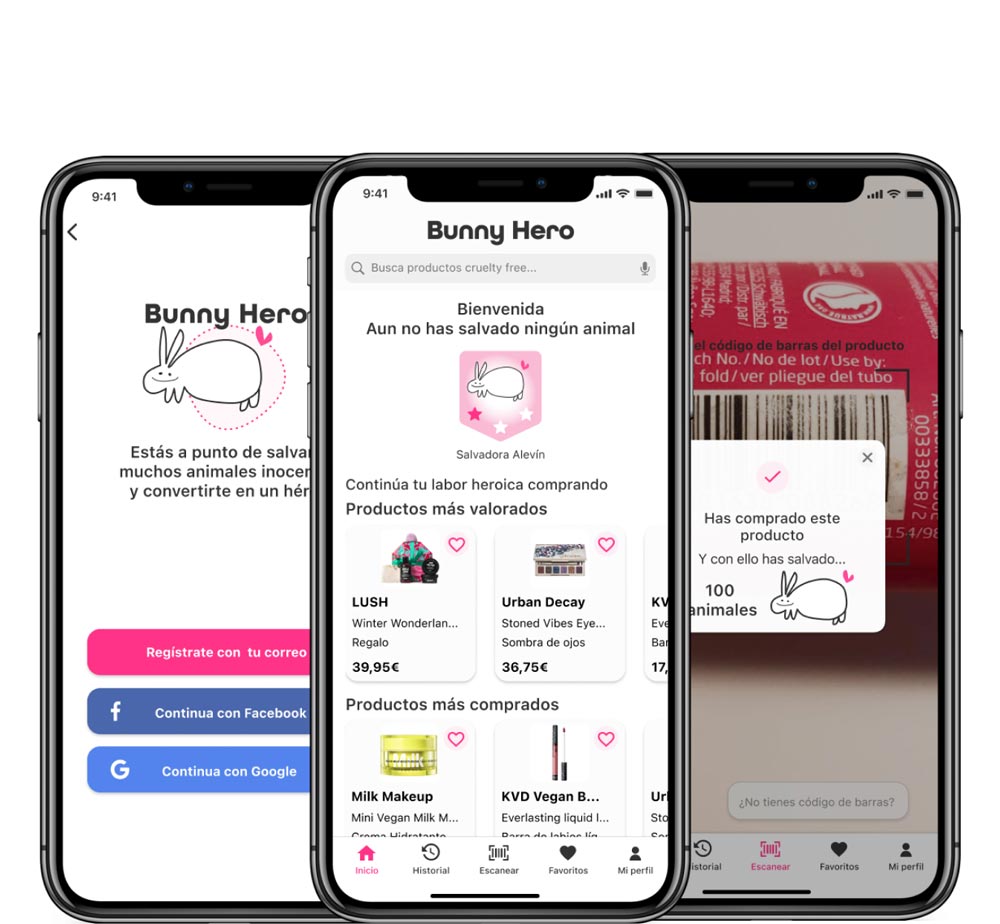 9:41
Bunny Hero
Estás a punto de salvar
muchos animales inocen
y convertirte en un hér
Regístrate con tu correo
Continua con Facebook
G Continua con Google
9:41
Bunny Hero
Busca productos cruelty free...
Bienvenida
Aun no has salvado ningún animal
Salvadora Alevín
Continúa tu labor heroica comprando
Productos más valorados
LUSH
Winter Wonderlan...
Regalo
39,95€
Urban Decay
Stoned Vibes Eye...
Sombra de ojos
36,75€
KV
Eve
Bar
17,
Productos más comprados
Milk Makeup
Mini Vegan Milk M...
Crema Hidratante
KVD Vegan B...
Everlasting liquid l...
Barra de labios líq
Url
Sto
Inicio
Historial
Escanear
Favoritos
Mi perfil
el código de barras del producto
ch No./No de lot/Use by:
fold/ver pliegue del tubo
Has comprado este
producto
Y con ello has salvado...
100
animales
¿No tienes código de barras?
istorial
Escanear
Favoritos
Mi perfil